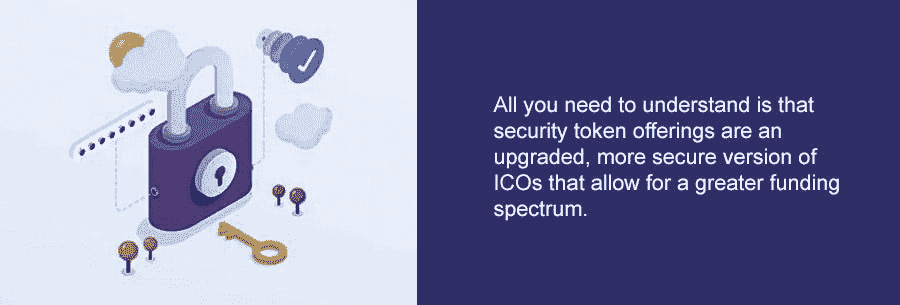 All you need to understand is that
security token offerings are an
upgraded, more secure version of
ICOs that allow for a greater funding
spectrum.